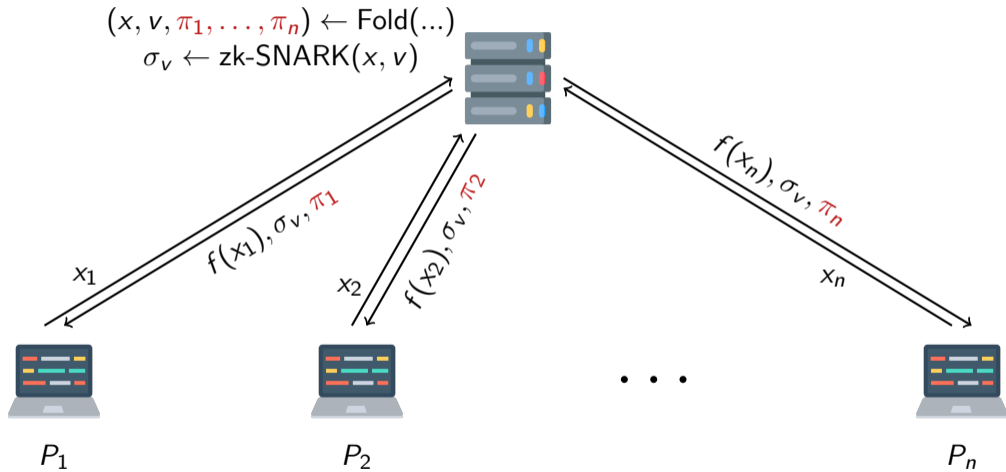 (x, v, π₁, . . . , πₙ) ← Fold(...)
σᵥ ← zk-SNARK(x, v)
f(x₁), σᵥ, π₁
f(x₂), σᵥ, π₂
f(xₙ), σᵥ, πₙ
x₁
x₂
xₙ
. . .
P₁
P₂
Pₙ